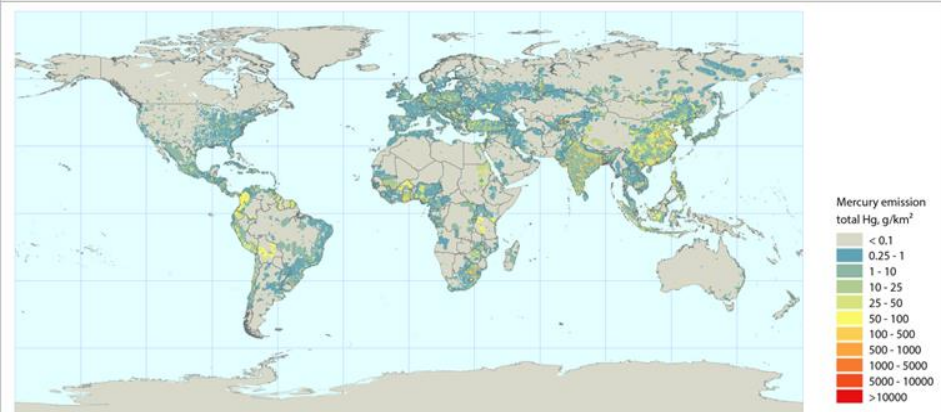 Mercury emission
total Hg, g/km²
< 0.1
0.25 - 1
1 - 10
10 - 25
25 - 50
50 - 100
100 - 500
500 - 1000
1000 - 5000
5000 - 10000
>10000